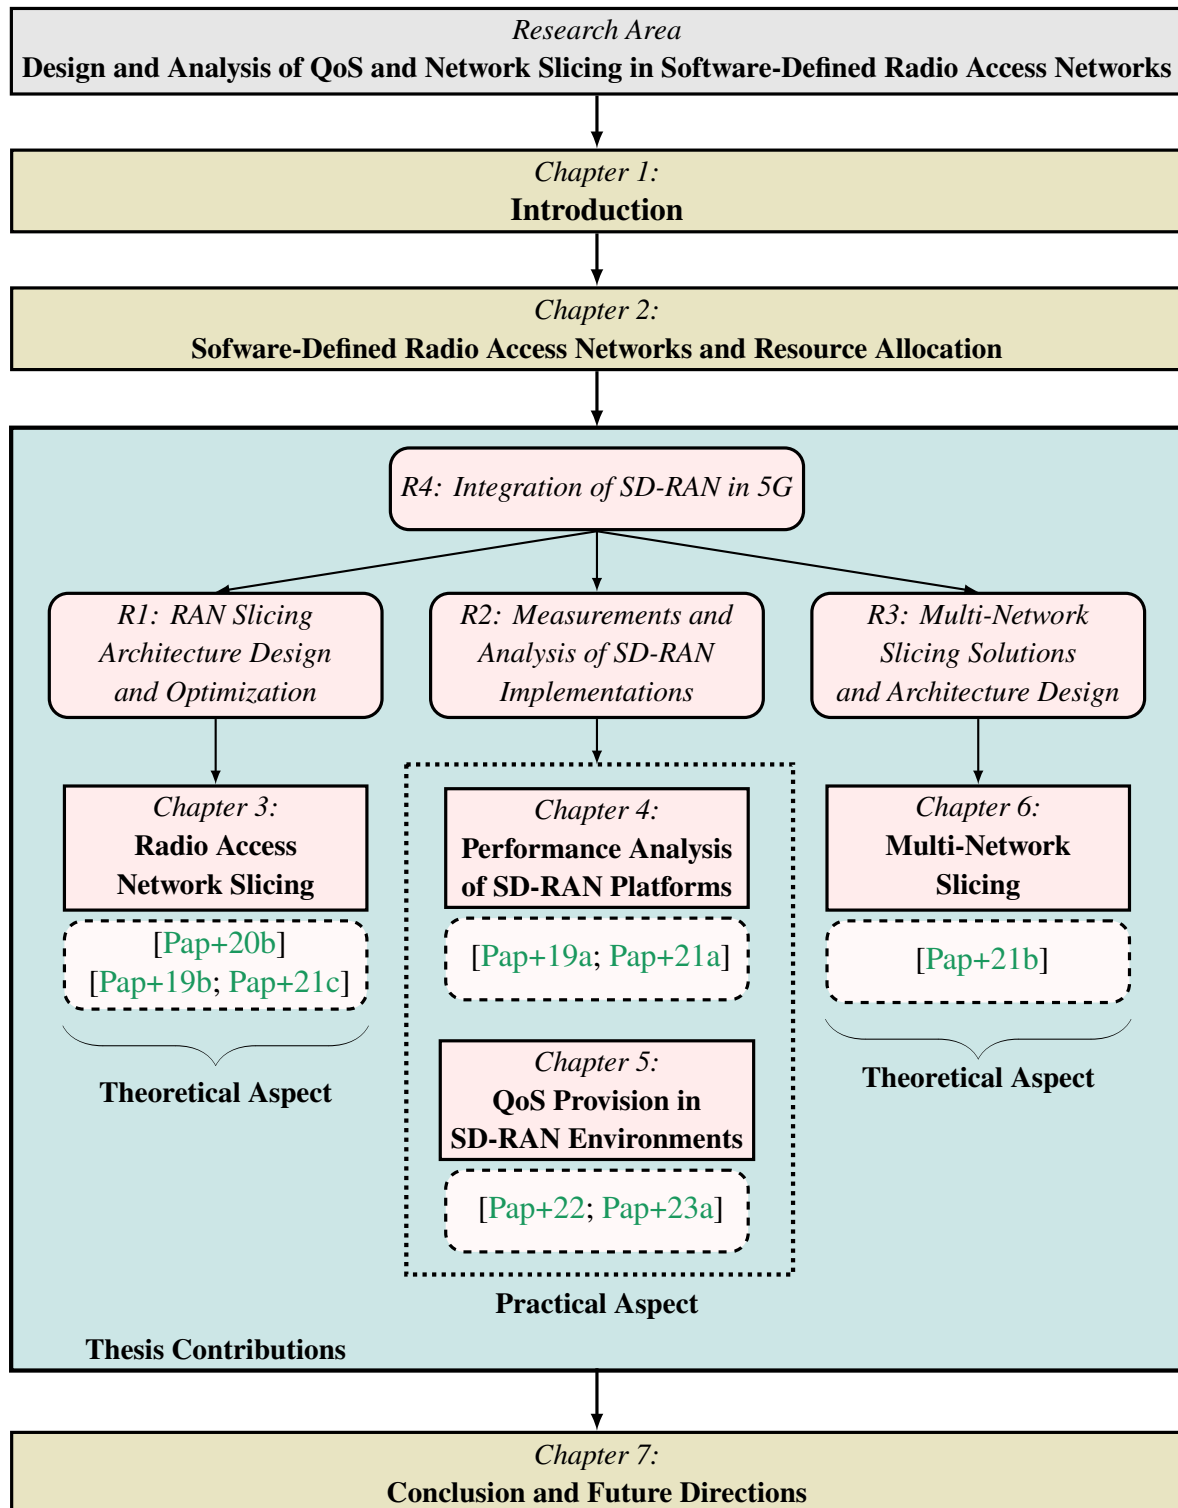 Research Area
Design and Analysis of QoS and Network Slicing in Software-Defined Radio Access Networks
Chapter 1:
Introduction
Chapter 2:
Sofware-Defined Radio Access Networks and Resource Allocation
R4: Integration of SD-RAN in 5G
R1: RAN Slicing
Architecture Design
and Optimization
R2: Measurements and
Analysis of SD-RAN
Implementations
R3: Multi-Network
Slicing Solutions
and Architecture Design
Chapter 3:
Radio Access
Network Slicing
[Pap+20b]
[Pap+19b; Pap+21c]
Theoretical Aspect
Chapter 4:
Performance Analysis
of SD-RAN Platforms
[Pap+19a; Pap+21a]
Chapter 5:
QoS Provision in
SD-RAN Environments
[Pap+22; Pap+23a]
Practical Aspect
Chapter 6:
Multi-Network
Slicing
[Pap+21b]
Theoretical Aspect
Thesis Contributions
Chapter 7:
Conclusion and Future Directions